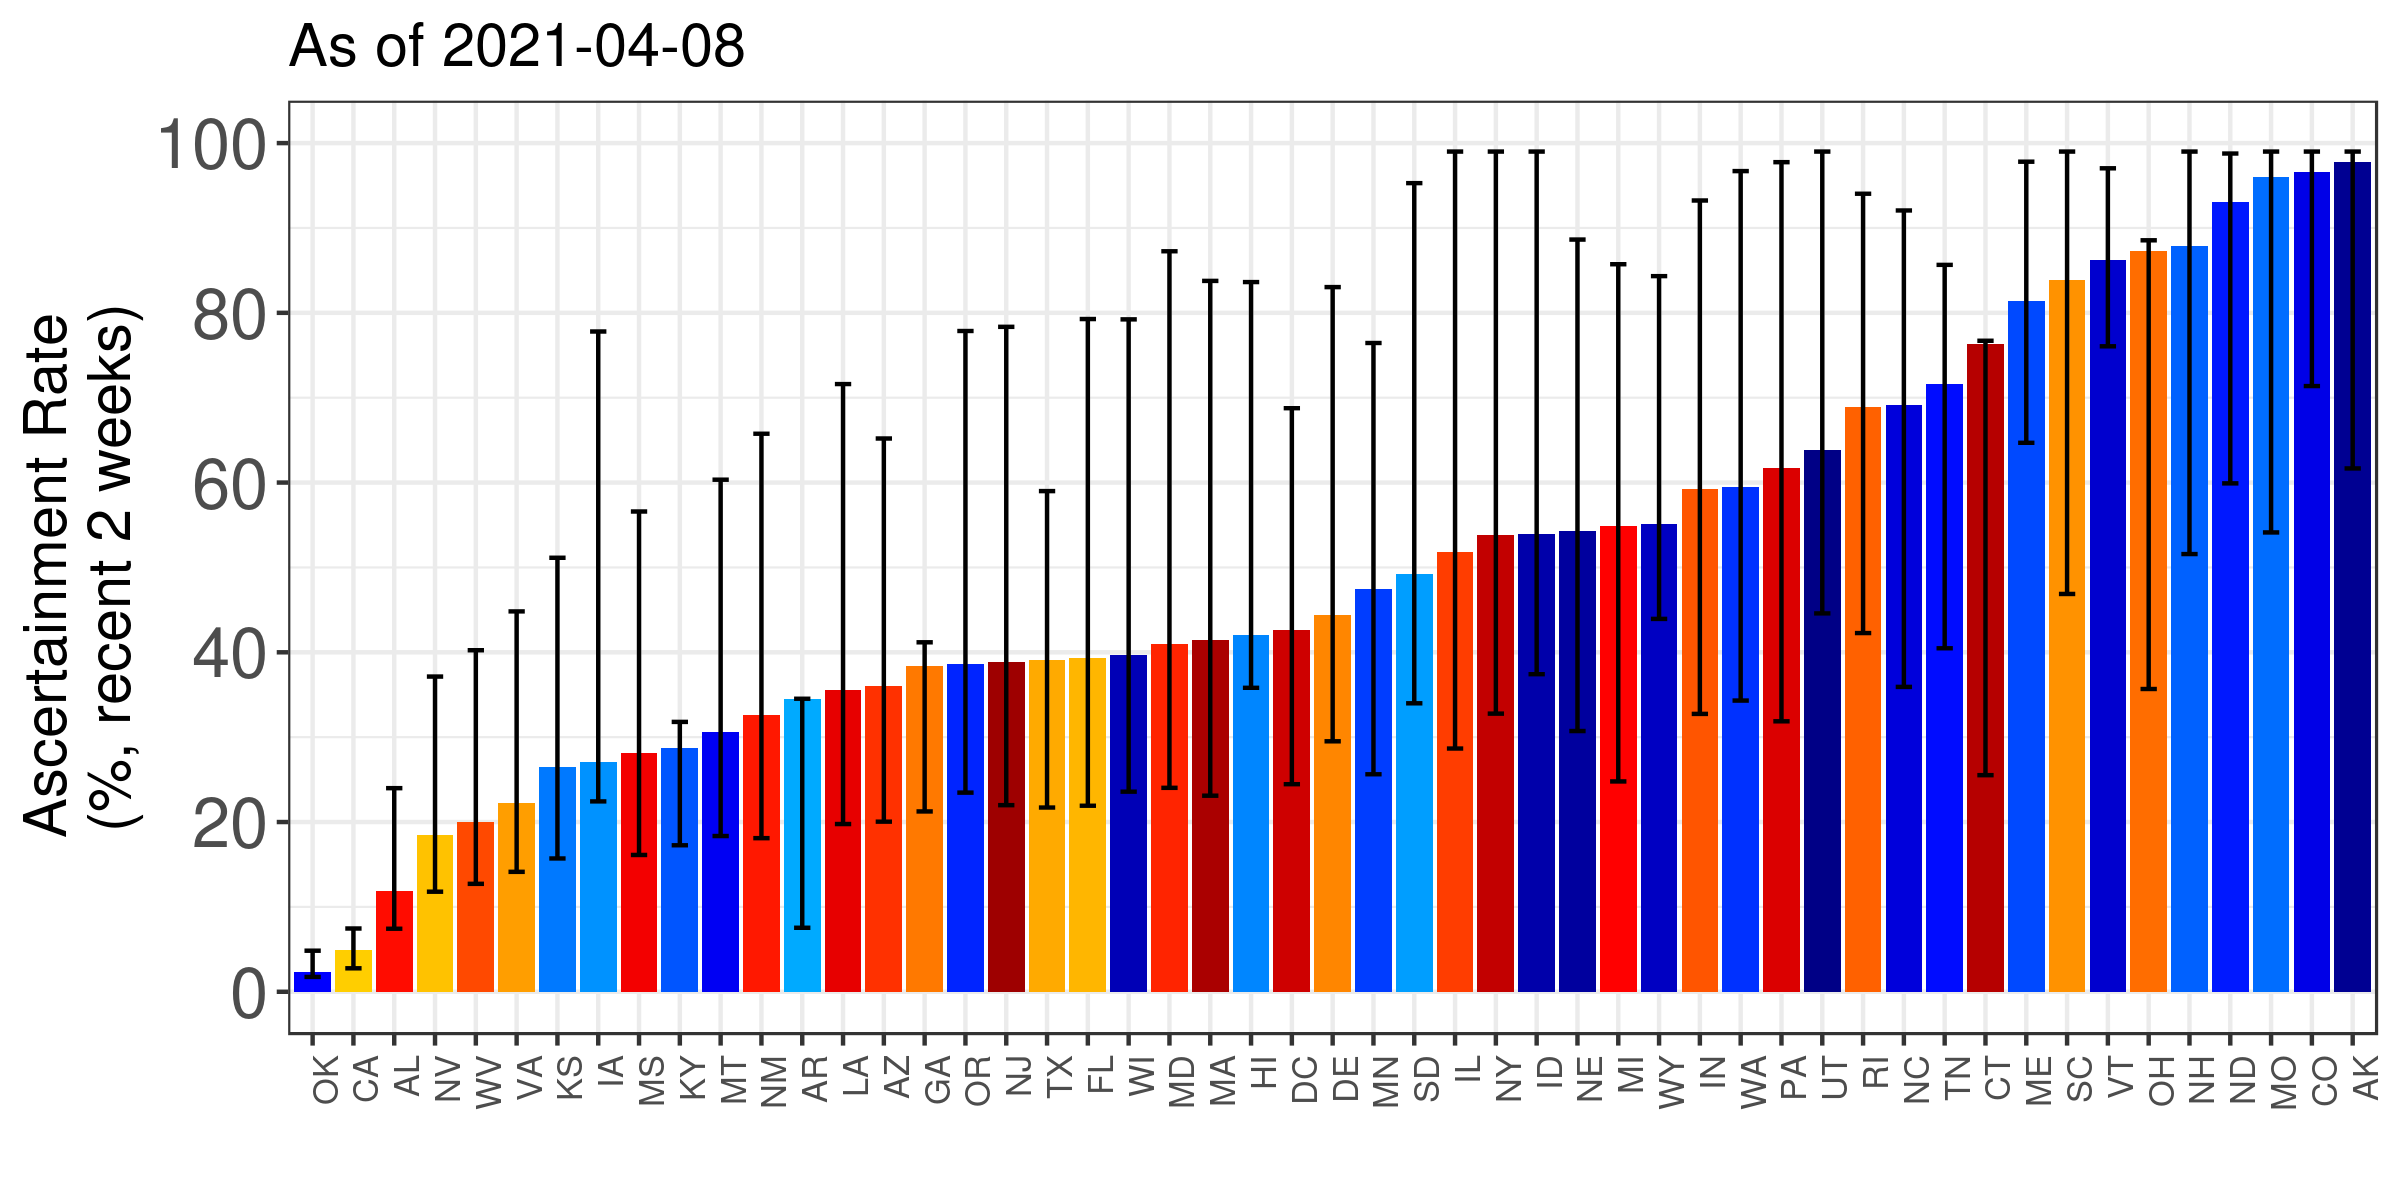 As of 2021-04-08
Ascertainment Rate
(%, recent 2 weeks)
100
80
60
40
20
0
OK CA AL NV WV VA KS IA MS KY MT NM AR LA AZ GA OR NJ TX FL WI MD MA HI DC DE MN SD IL NY ID NE MI WY IN WA PA UT RI NC TN CT ME SC VT OH NH ND MO CO AK